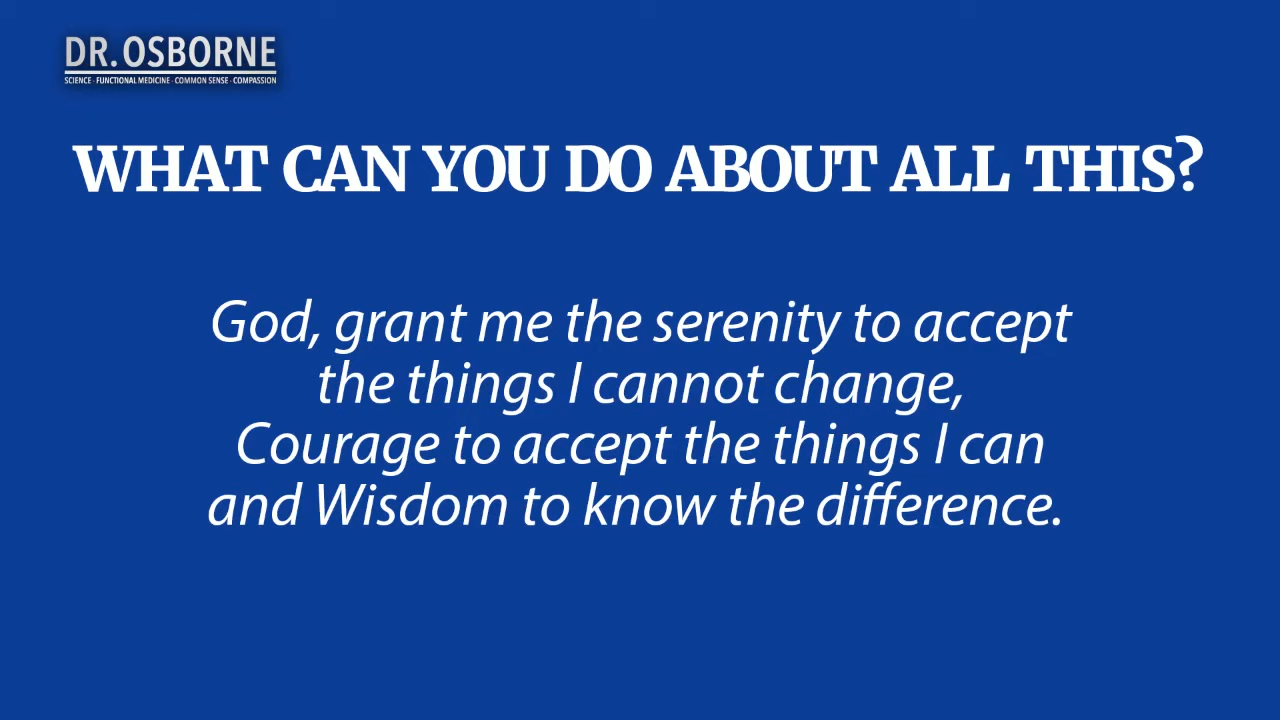 DR. OSBORNE
SCIENCE · FUNCTIONAL MEDICINE · COMMON SENSE · COMPASSION
WHAT CAN YOU DO ABOUT ALL THIS?
God, grant me the serenity to accept
the things I cannot change,
Courage to accept the things I can
and Wisdom to know the difference.